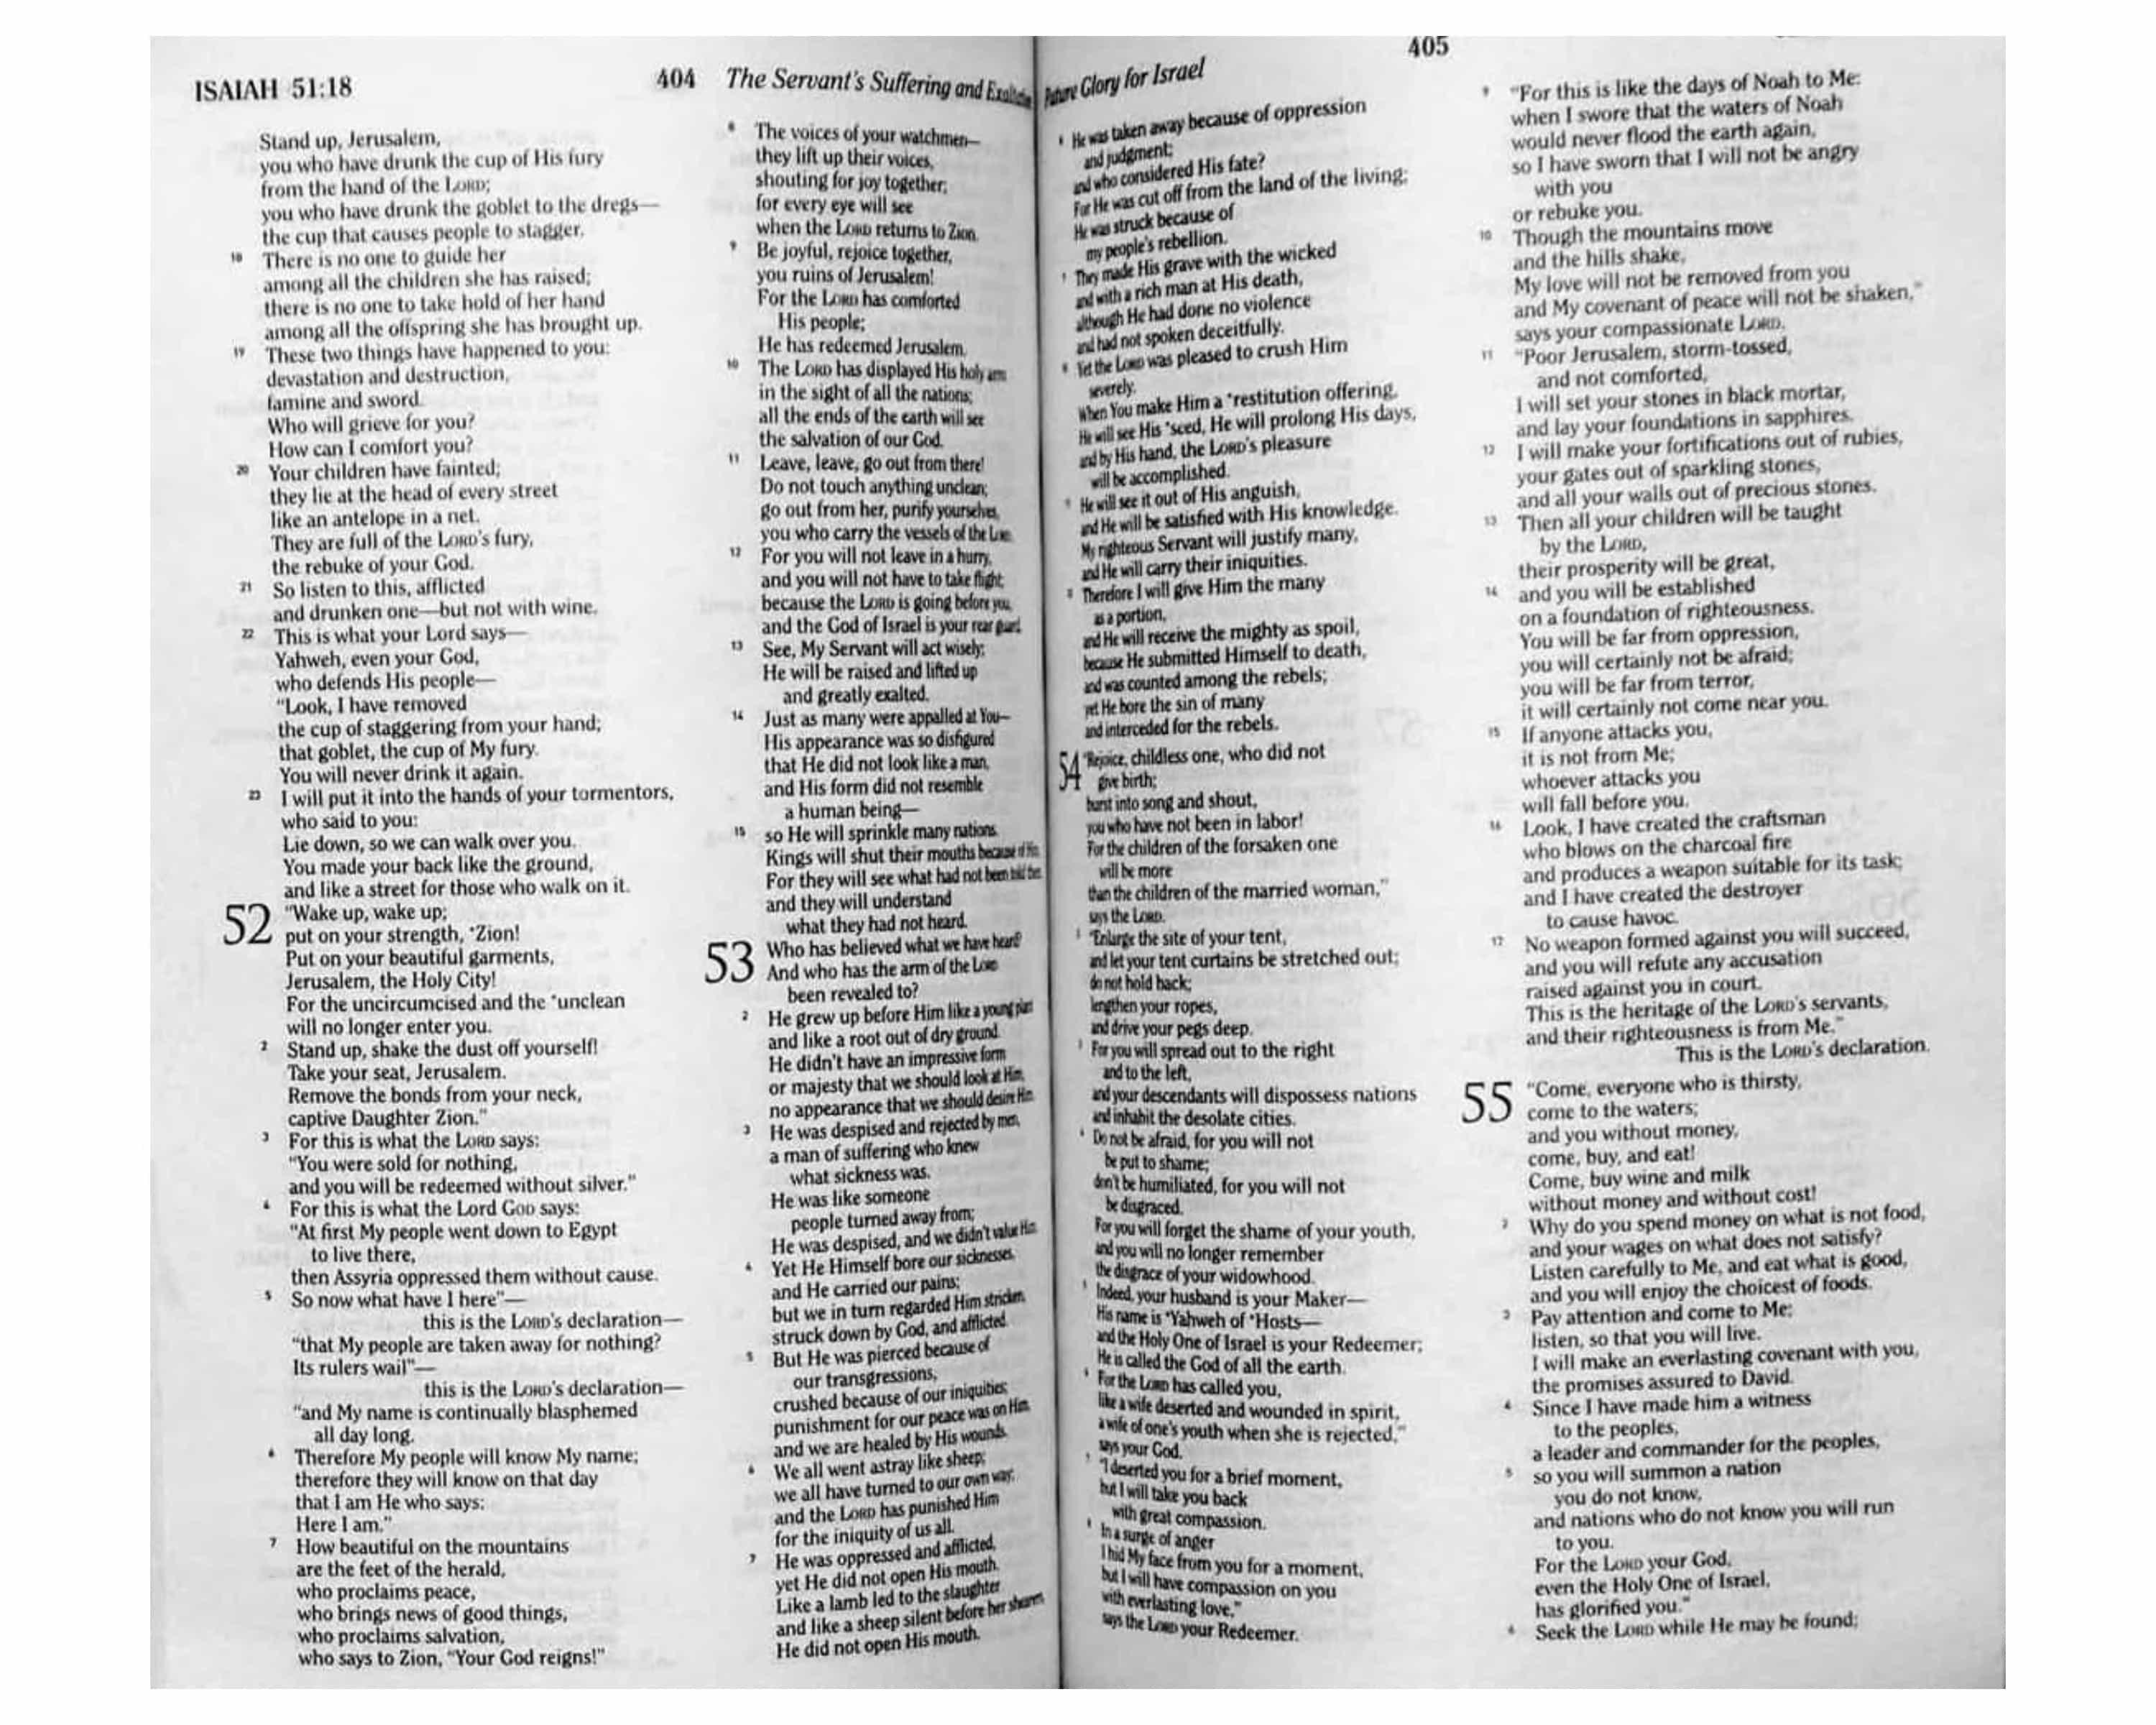 ISAIAH 51:18
404
The Servant's Suffering and Exaltation
Stand up, Jerusalem,
you who have drunk the cup of His fury
from the hand of the LORD;
you who have drunk the goblet to the dregs—
the cup that causes people to stagger.
18 There is no one to guide her
among all the children she has raised;
there is no one to take hold of her hand
among all the offspring she has brought up.
19 These two things have happened to you:
devastation and destruction,
famine and sword.
Who will grieve for you?
How can I comfort you?
20 Your children have fainted;
they lie at the head of every street
like an antelope in a net.
They are full of the LORD's fury,
the rebuke of your God.
21 So listen to this, afflicted
and drunken one—but not with wine.
22 This is what your Lord says—
Yahweh, even your God,
who defends His people—
"Look, I have removed
the cup of staggering from your hand;
that goblet, the cup of My fury.
You will never drink it again.
23 I will put it into the hands of your tormentors,
who said to you:
Lie down, so we can walk over you.
You made your back like the ground,
and like a street for those who walk on it.
52 "Wake up, wake up;
put on your strength, *Zion!
Put on your beautiful garments,
Jerusalem, the Holy City!
For the uncircumcised and the *unclean
will no longer enter you.
2 Stand up, shake the dust off yourself!
Take your seat, Jerusalem.
Remove the bonds from your neck,
captive Daughter Zion."
3 For this is what the LORD says:
"You were sold for nothing,
and you will be redeemed without silver."
4 For this is what the Lord GOD says:
"At first My people went down to Egypt
to live there,
then Assyria oppressed them without cause.
5 So now what have I here"—
this is the LORD's declaration—
"that My people are taken away for nothing?
Its rulers wail"—
this is the LORD's declaration—
"and My name is continually blasphemed
all day long.
6 Therefore My people will know My name;
therefore they will know on that day
that I am He who says:
Here I am."
7 How beautiful on the mountains
are the feet of the herald,
who proclaims peace,
who brings news of good things,
who proclaims salvation,
who says to Zion, "Your God reigns!"
8 The voices of your watchmen—
they lift up their voices,
shouting for joy together;
for every eye will see
when the LORD returns to Zion.
9 Be joyful, rejoice together,
you ruins of Jerusalem!
For the LORD has comforted
His people;
He has redeemed Jerusalem.
10 The LORD has displayed His holy arm
in the sight of all the nations;
all the ends of the earth will see
the salvation of our God.
11 Leave, leave, go out from there!
Do not touch anything unclean;
go out from her, purify yourselves,
you who carry the vessels of the LORD.
12 For you will not leave in a hurry,
and you will not have to take flight;
because the LORD is going before you,
and the God of Israel is your rear guard.
13 See, My Servant will act wisely;
He will be raised and lifted up
and greatly exalted.
14 Just as many were appalled at You—
His appearance was so disfigured
that He did not look like a man,
and His form did not resemble
a human being—
15 so He will sprinkle many nations.
Kings will shut their mouths because of Him,
For they will see what had not been told them,
and they will understand
what they had not heard.
53 Who has believed what we have heard?
And who has the arm of the LORD
been revealed to?
2 He grew up before Him like a young plant
and like a root out of dry ground.
He didn't have an impressive form
or majesty that we should look at Him,
no appearance that we should desire Him.
3 He was despised and rejected by men,
a man of suffering who knew
what sickness was.
He was like someone
people turned away from;
He was despised, and we didn't value Him.
4 Yet He Himself bore our sicknesses,
and He carried our pains;
but we in turn regarded Him stricken,
struck down by God, and afflicted.
5 But He was pierced because of
our transgressions,
crushed because of our iniquities;
punishment for our peace was on Him,
and we are healed by His wounds.
6 We all went astray like sheep;
we all have turned to our own way;
and the LORD has punished Him
for the iniquity of us all.
7 He was oppressed and afflicted,
yet He did not open His mouth.
Like a lamb led to the slaughter
and like a sheep silent before her shearers,
He did not open His mouth.
Future Glory for Israel
405
8 He was taken away because of oppression
and judgment;
and who considered His fate?
For He was cut off from the land of the living;
He was struck because of
my people's rebellion.
9 They made His grave with the wicked
and with a rich man at His death,
although He had done no violence
and had not spoken deceitfully.
Yet the LORD was pleased to crush Him
severely.
When You make Him a *restitution offering,
He will see His *seed, He will prolong His days,
and by His hand, the LORD's pleasure
will be accomplished.
He will see it out of His anguish,
and He will be satisfied with His knowledge.
My righteous Servant will justify many,
and He will carry their iniquities.
Therefore I will give Him the many
as a portion,
and He will receive the mighty as spoil,
because He submitted Himself to death,
and was counted among the rebels;
yet He bore the sin of many
and interceded for the rebels.
54 "Rejoice, childless one, who did not
give birth;
burst into song and shout,
you who have not been in labor!
For the children of the forsaken one
will be more
than the children of the married woman,"
says the LORD.
2 "Enlarge the site of your tent,
and let your tent curtains be stretched out;
do not hold back;
lengthen your ropes,
and drive your pegs deep.
3 For you will spread out to the right
and to the left,
and your descendants will dispossess nations
and inhabit the desolate cities.
4 Do not be afraid, for you will not
be put to shame;
don't be humiliated, for you will not
be disgraced.
For you will forget the shame of your youth,
and you will no longer remember
the disgrace of your widowhood.
5 Indeed, your husband is your Maker—
His name is *Yahweh of *Hosts—
and the Holy One of Israel is your Redeemer;
He is called the God of all the earth.
6 For the LORD has called you,
like a wife deserted and wounded in spirit,
a wife of one's youth when she is rejected,"
says your God.
7 "I deserted you for a brief moment,
but I will take you back
with great compassion.
8 In a surge of anger
I hid My face from you for a moment,
but I will have compassion on you
with everlasting love,"
says the LORD your Redeemer.
9 "For this is like the days of Noah to Me:
when I swore that the waters of Noah
would never flood the earth again,
so I have sworn that I will not be angry
with you
or rebuke you.
10 Though the mountains move
and the hills shake,
My love will not be removed from you
and My covenant of peace will not be shaken,"
says your compassionate LORD.
11 "Poor Jerusalem, storm-tossed,
and not comforted,
I will set your stones in black mortar,
and lay your foundations in sapphires.
12 I will make your fortifications out of rubies,
your gates out of sparkling stones,
and all your walls out of precious stones.
13 Then all your children will be taught
by the LORD,
their prosperity will be great,
14 and you will be established
on a foundation of righteousness.
You will be far from oppression,
you will certainly not be afraid;
you will be far from terror,
it will certainly not come near you.
15 If anyone attacks you,
it is not from Me;
whoever attacks you
will fall before you.
16 Look, I have created the craftsman
who blows on the charcoal fire
and produces a weapon suitable for its task;
and I have created the destroyer
to cause havoc.
17 No weapon formed against you will succeed,
and you will refute any accusation
raised against you in court.
This is the heritage of the LORD's servants,
and their righteousness is from Me."
This is the LORD's declaration.
55 "Come, everyone who is thirsty,
come to the waters;
and you without money,
come, buy, and eat!
Come, buy wine and milk
without money and without cost!
2 Why do you spend money on what is not food,
and your wages on what does not satisfy?
Listen carefully to Me, and eat what is good,
and you will enjoy the choicest of foods.
3 Pay attention and come to Me;
listen, so that you will live.
I will make an everlasting covenant with you,
the promises assured to David.
4 Since I have made him a witness
to the peoples,
a leader and commander for the peoples,
5 so you will summon a nation
you do not know,
and nations who do not know you will run
to you.
For the LORD your God,
even the Holy One of Israel,
has glorified you."
6 Seek the LORD while He may be found;